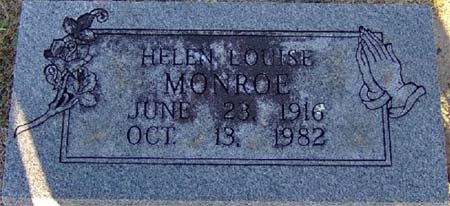 HELEN LOUISE
MONROE
JUNE 23, 1916
OCT. 13, 1982